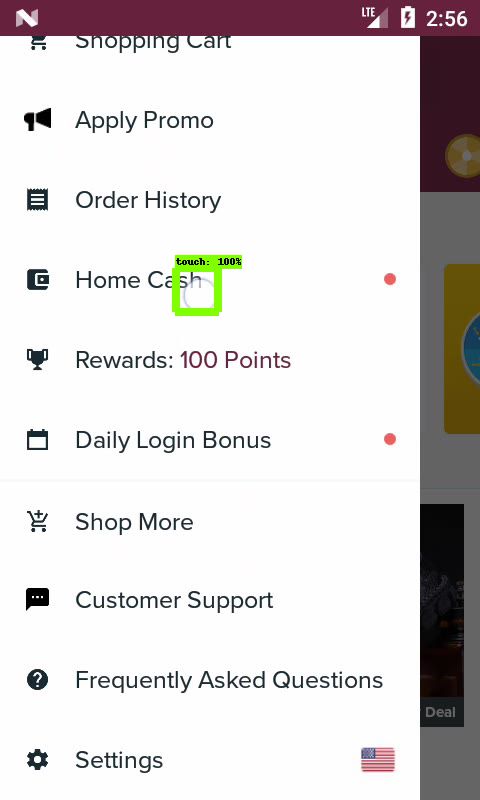 LTE 2:56
Shopping Cart
Apply Promo
Order History
touch: 100%
Home Cash
Rewards: 100 Points
Daily Login Bonus
Shop More
Customer Support
Frequently Asked Questions
Deal
Settings